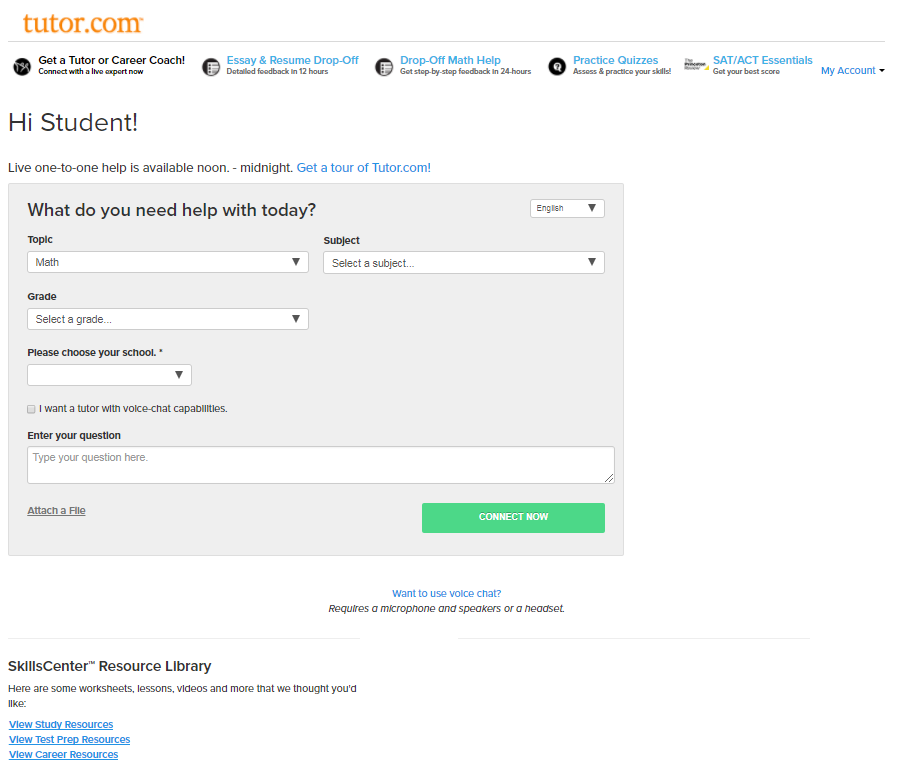 tutor.com
Get a Tutor or Career Coach!
Connect with a live expert now
Essay & Resume Drop-Off
Detailed feedback in 12 hours
Drop-Off Math Help
Get step-by-step feedback in 24-hours
Practice Quizzes
Assess & practice your skills!
The Princeton Review
SAT/ACT Essentials
Get your best score
My Account
Hi Student!
Live one-to-one help is available noon. - midnight. Get a tour of Tutor.com!
What do you need help with today?
English
Topic
Subject
Math
Select a subject...
Grade
Select a grade...
Please choose your school. *
I want a tutor with voice-chat capabilities.
Enter your question
Type your question here.
Attach a File
CONNECT NOW
Want to use voice chat?
Requires a microphone and speakers or a headset.
SkillsCenter™ Resource Library
Here are some worksheets, lessons, videos and more that we thought you'd
like:
View Study Resources
View Test Prep Resources
View Career Resources